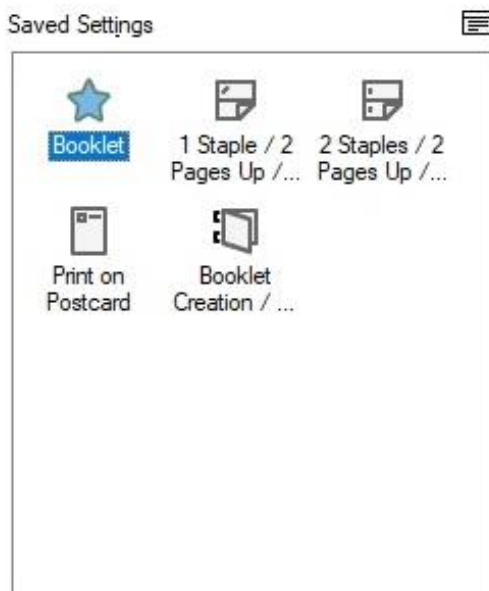 Saved Settings
Booklet
1 Staple / 2
Pages Up /...
2 Staples / 2
Pages Up /...
Print on
Postcard
Booklet
Creation / ...